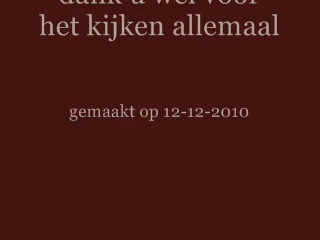 dank u wel voor
het kijken allemaal
gemaakt op 12-12-2010